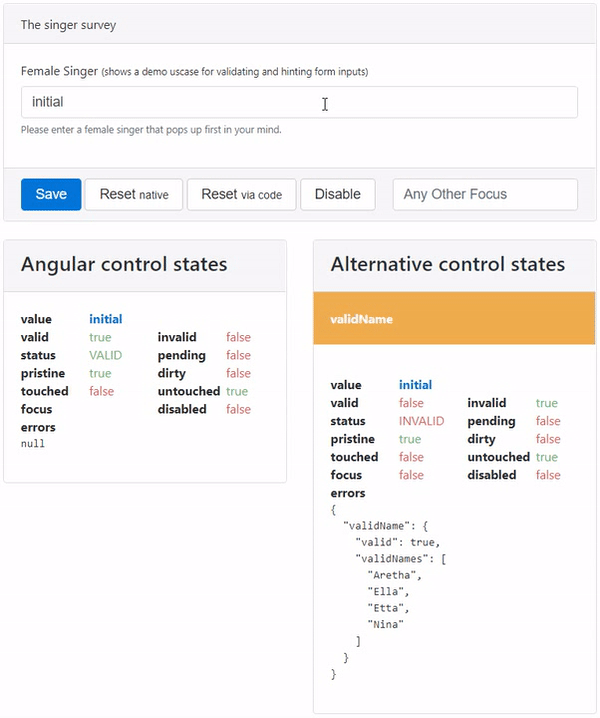 The singer survey
Female Singer (shows a demo uscase for validating and hinting form inputs)
initial
Please enter a female singer that pops up first in your mind.
Save Reset native Reset via code Disable Any Other Focus
Angular control states
value initial
valid true invalid false
status VALID pending false
pristine true dirty false
touched false untouched true
focus disabled false
errors
null
Alternative control states
validName
value initial
valid false invalid true
status INVALID pending false
pristine true dirty false
touched false untouched true
focus false disabled false
errors
{
"validName": {
"valid": true,
"validNames": [
"Aretha",
"Ella",
"Etta",
"Nina"
]
}
}